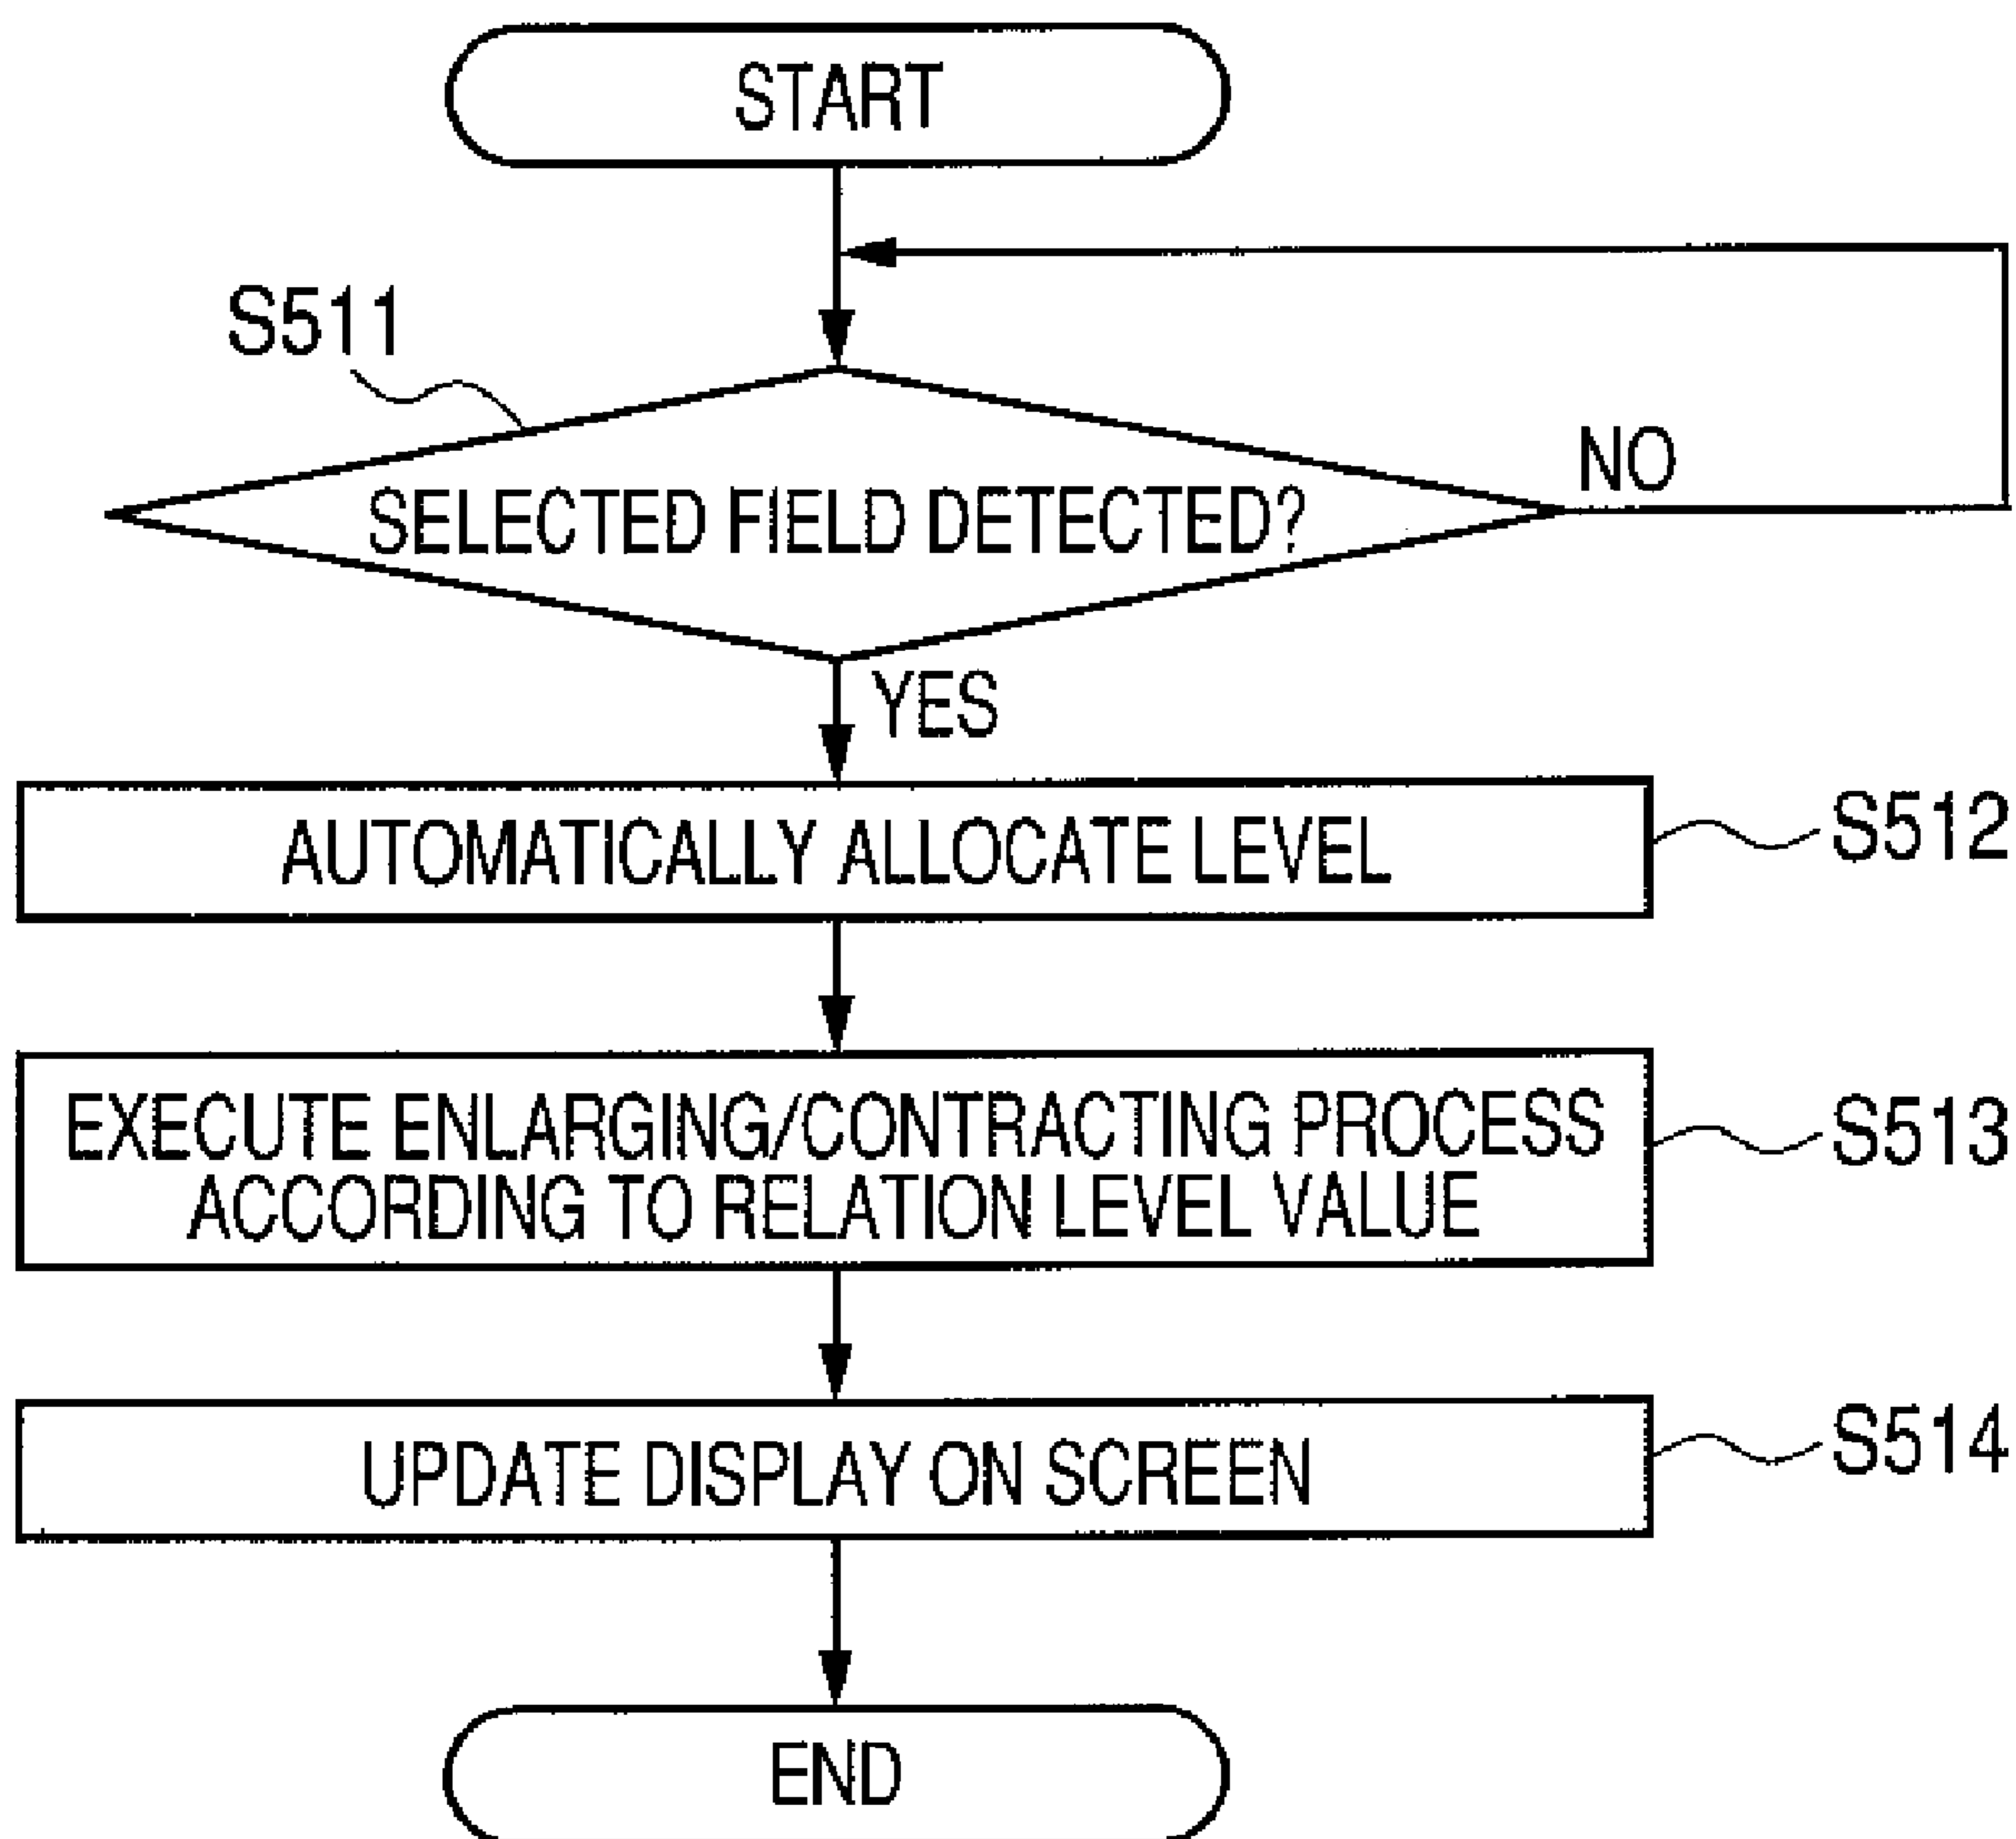 START
S511
SELECTED FIELD DETECTED?
NO
YES
AUTOMATICALLY ALLOCATE LEVEL
S512
EXECUTE ENLARGING/CONTRACTING PROCESS
ACCORDING TO RELATION LEVEL VALUE
S513
UPDATE DISPLAY ON SCREEN
S514
END